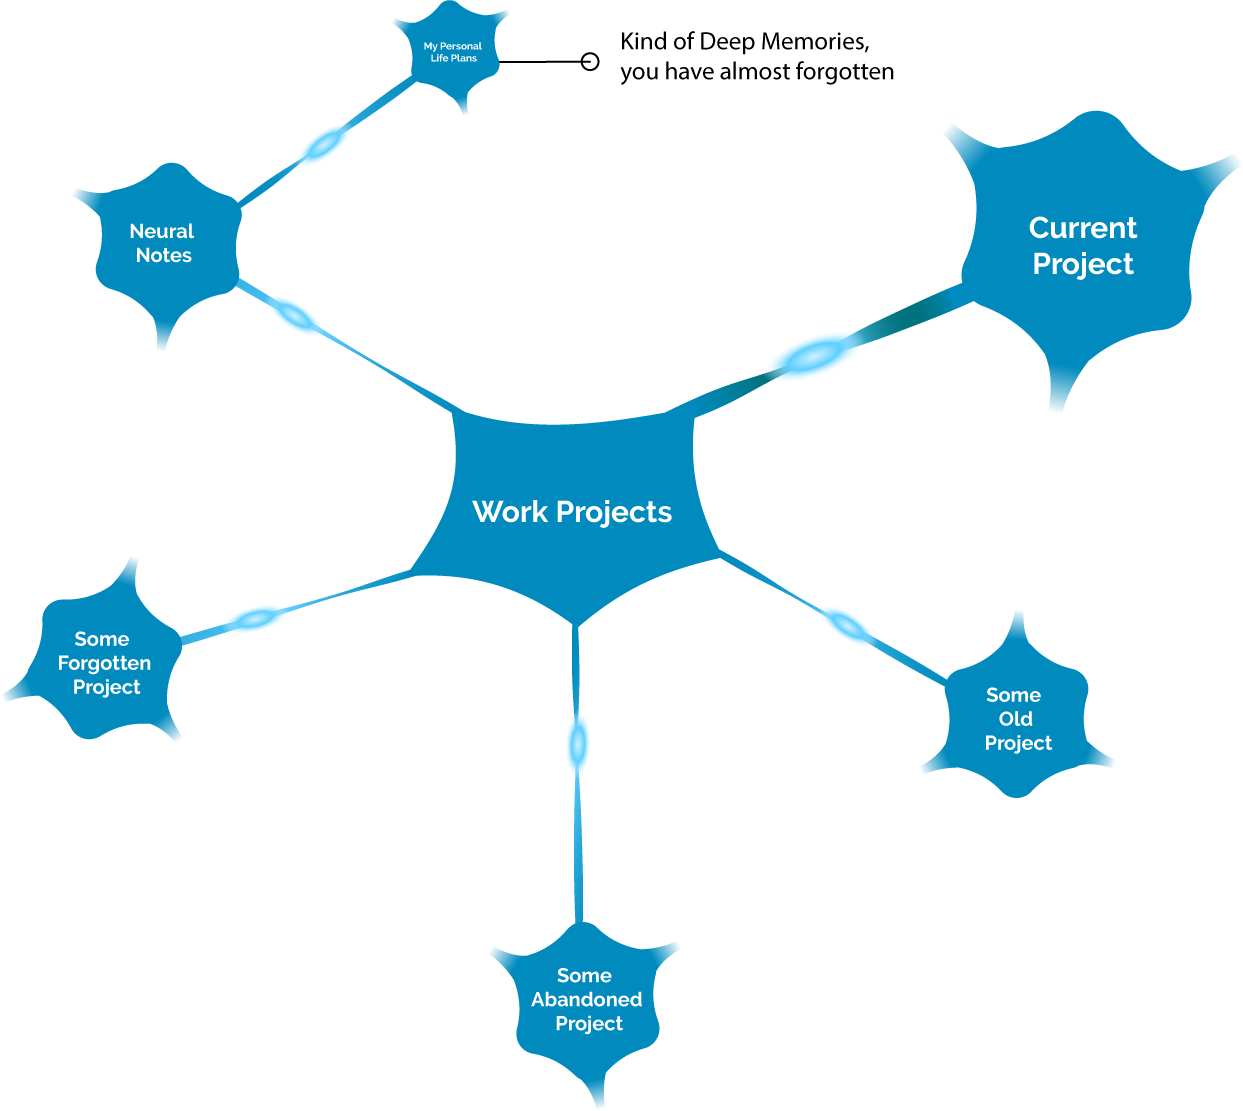 My Personal
Life Plans
Kind of Deep Memories,
you have almost forgotten
Neural
Notes
Current
Project
Work Projects
Some
Forgotten
Project
Some
Old
Project
Some
Abandoned
Project